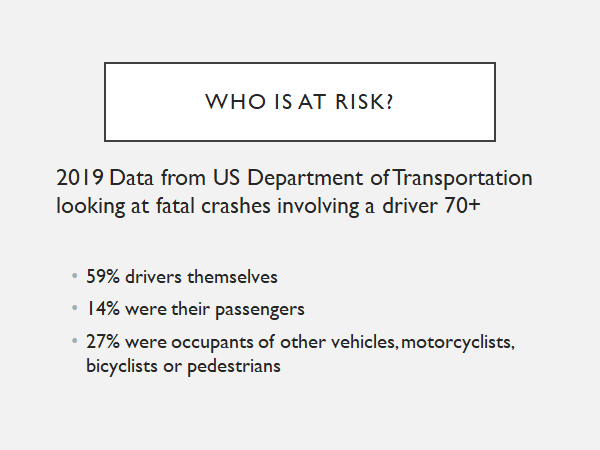 WHO IS AT RISK?
2019 Data from US Department of Transportation
looking at fatal crashes involving a driver 70+
• 59% drivers themselves
• 14% were their passengers
• 27% were occupants of other vehicles, motorcyclists,
bicyclists or pedestrians